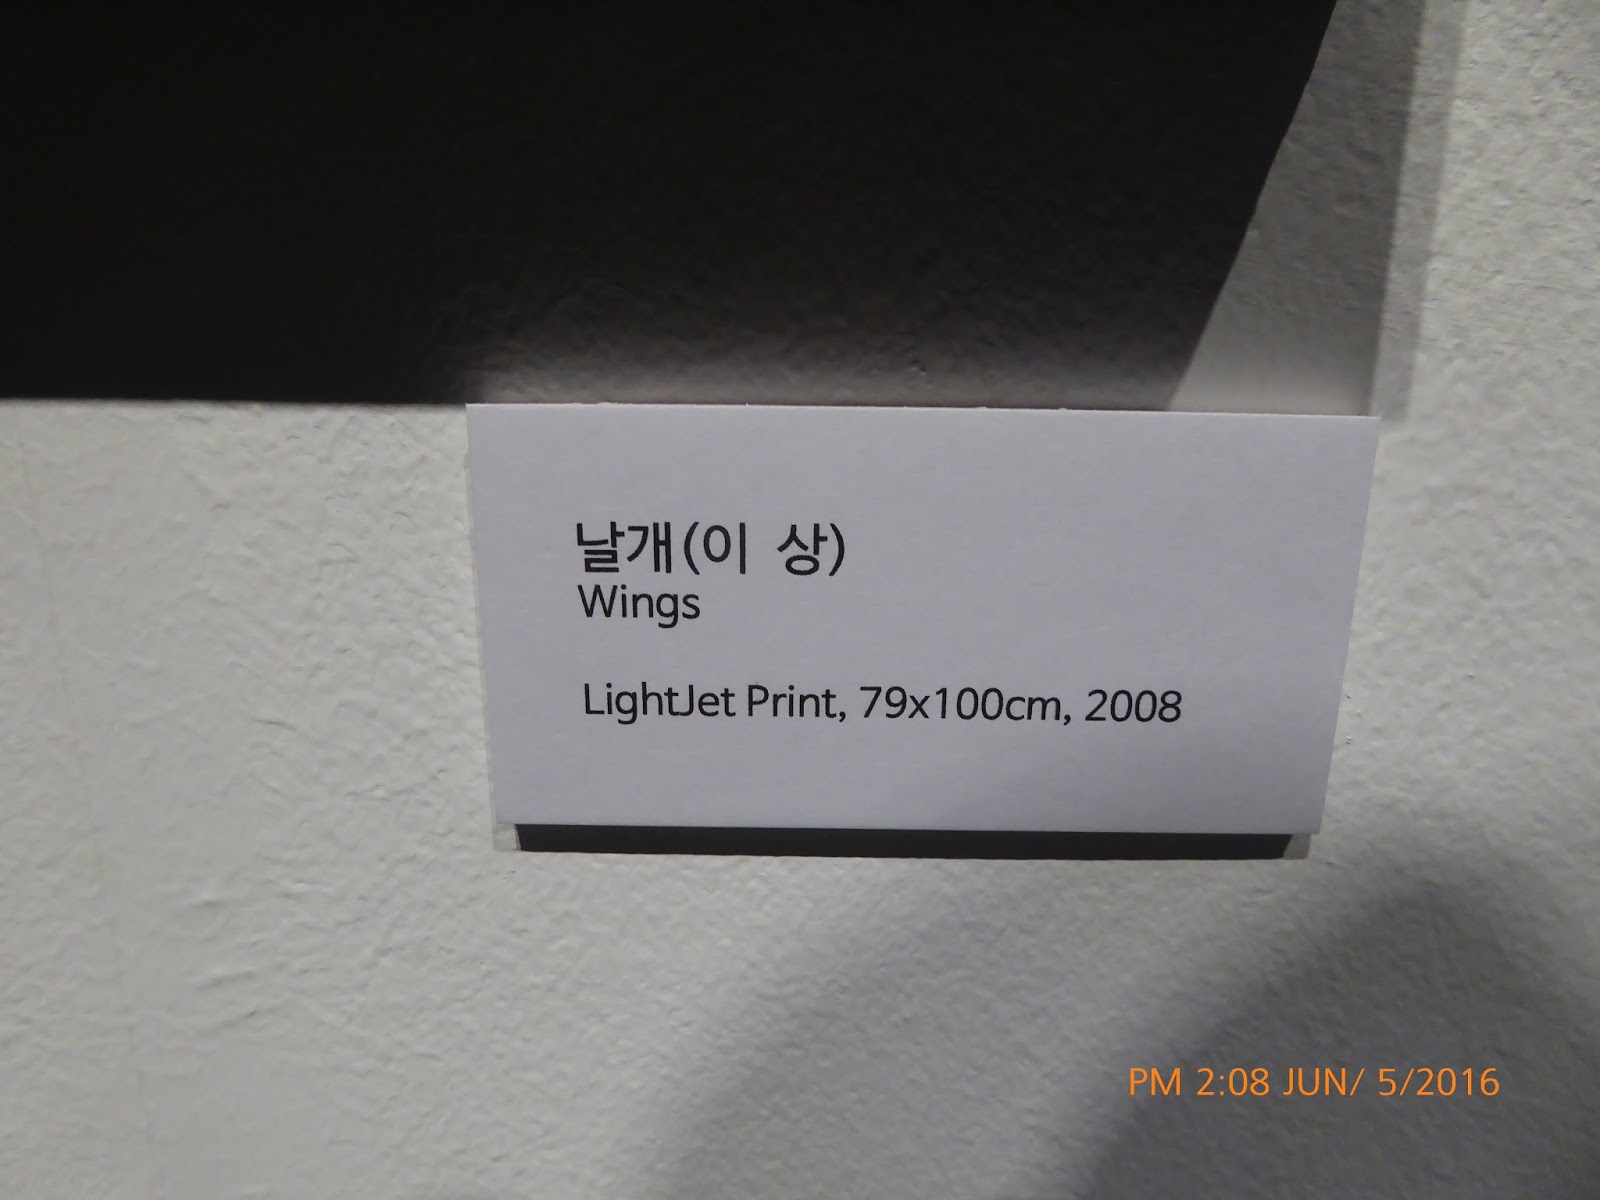 날개(이 상)
Wings
LightJet Print, 79x100cm, 2008
PM 2:08 JUN/ 5/2016